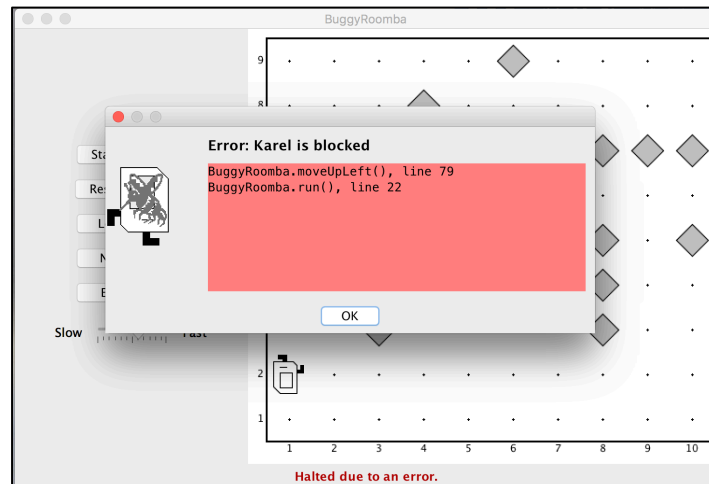 BuggyRoomba
9
8
Error: Karel is blocked
BuggyRoomba.moveUpLeft(), line 79
BuggyRoomba.run(), line 22
OK
Slow
Fast
2
1
1 2 3 4 5 6 7 8 9 10
Halted due to an error.